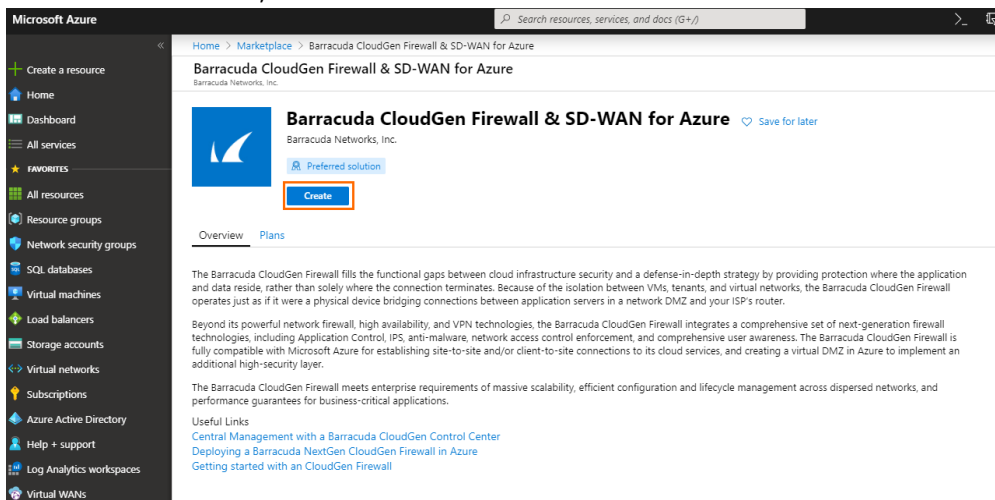 Microsoft Azure
Search resources, services, and docs (G+/)
Home > Marketplace > Barracuda CloudGen Firewall & SD-WAN for Azure
Barracuda CloudGen Firewall & SD-WAN for Azure
Barracuda Networks, Inc.
Create a resource
Home
Dashboard
All services
FAVORITES
All resources
Resource groups
Network security groups
SQL databases
Virtual machines
Load balancers
Storage accounts
Virtual networks
Subscriptions
Azure Active Directory
Help + support
Log Analytics workspaces
Virtual WANs
Barracuda CloudGen Firewall & SD-WAN for Azure
Save for later
Barracuda Networks, Inc.
Preferred solution
Create
Overview Plans
The Barracuda CloudGen Firewall fills the functional gaps between cloud infrastructure security and a defense-in-depth strategy by providing protection where the application
and data reside, rather than solely where the connection terminates. Because of the isolation between VMs, tenants, and virtual networks, the Barracuda CloudGen Firewall
operates just as if it were a physical device bridging connections between application servers in a network DMZ and your ISP's router.
Beyond its powerful network firewall, high availability, and VPN technologies, the Barracuda CloudGen Firewall integrates a comprehensive set of next-generation firewall
technologies, including Application Control, IPS, anti-malware, network access control enforcement, and comprehensive user awareness. The Barracuda CloudGen Firewall is
fully compatible with Microsoft Azure for establishing site-to-site and/or client-to-site connections to its cloud services, and creating a virtual DMZ in Azure to implement an
additional high-security layer.
The Barracuda CloudGen Firewall meets enterprise requirements of massive scalability, efficient configuration and lifecycle management across dispersed networks, and
performance guarantees for business-critical applications.
Useful Links
Central Management with a Barracuda CloudGen Control Center
Deploying a Barracuda NextGen CloudGen Firewall in Azure
Getting started with an CloudGen Firewall